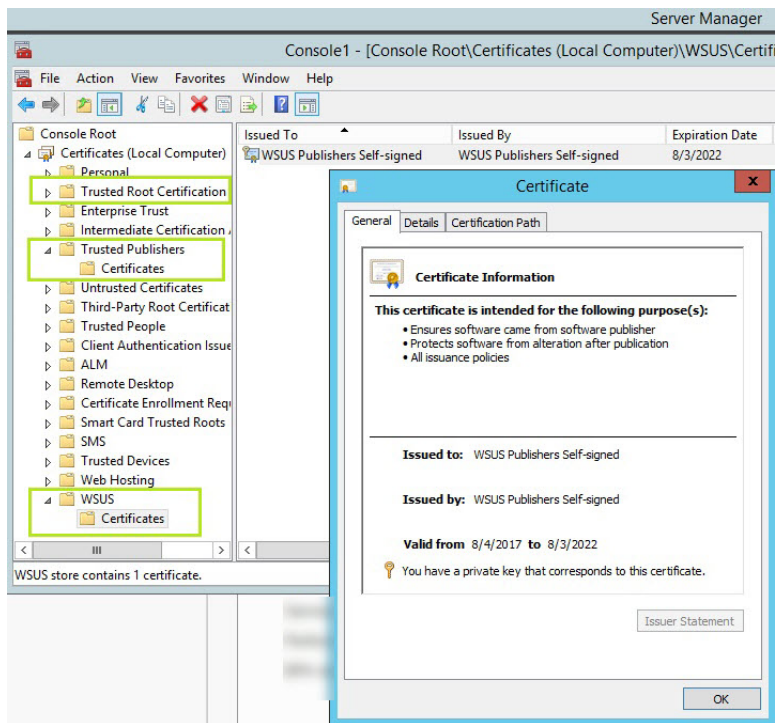 Server Manager
Console1 - [Console Root\Certificates (Local Computer)\WSUS\Certifi
File Action View Favorites Window Help
Console Root
Certificates (Local Computer)
Personal
Trusted Root Certification
Enterprise Trust
Intermediate Certification
Trusted Publishers
Certificates
Untrusted Certificates
Third-Party Root Certificat
Trusted People
Client Authentication Issue
ALM
Remote Desktop
Certificate Enrollment Requ
Smart Card Trusted Roots
SMS
Trusted Devices
Web Hosting
WSUS
Certificates
WSUS store contains 1 certificate.
Issued To Issued By Expiration Date
WSUS Publishers Self-signed WSUS Publishers Self-signed 8/3/2022
Certificate
x
General Details Certification Path
Certificate Information
This certificate is intended for the following purpose(s):
• Ensures software came from software publisher
• Protects software from alteration after publication
• All issuance policies
Issued to: WSUS Publishers Self-signed
Issued by: WSUS Publishers Self-signed
Valid from 8/4/2017 to 8/3/2022
You have a private key that corresponds to this certificate.
Issuer Statement
OK